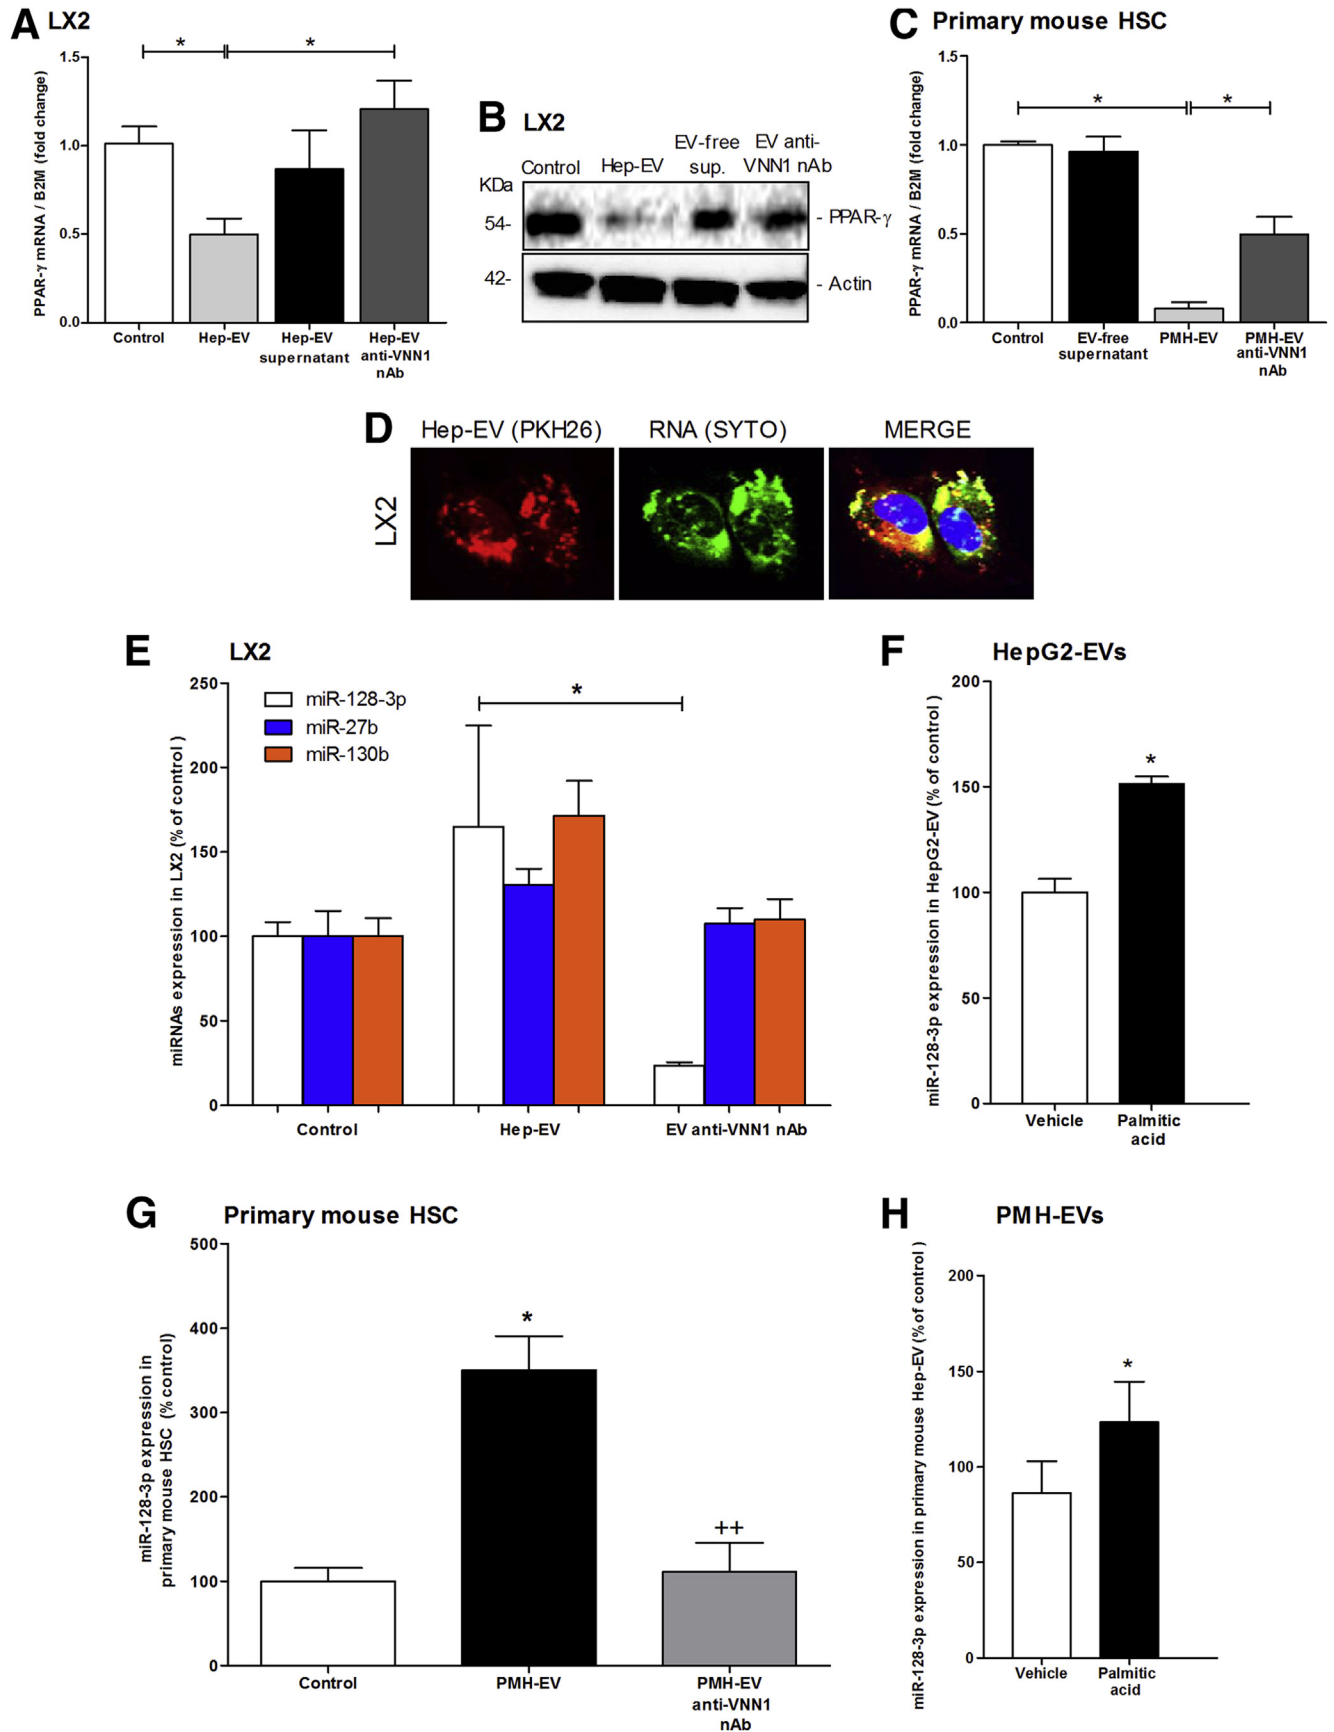 A LX2
PPAR-γ mRNA / B2M (fold change)
1.5
1.0
0.5
0.0
*
*
Control
Hep-EV
Hep-EV
supernatant
Hep-EV
anti-VNN1
nAb
B LX2
Control
Hep-EV
EV-free
sup.
EV anti-
VNN1 nAb
KDa
54-
- PPAR-γ
42-
- Actin
C Primary mouse HSC
PPAR-γ mRNA / B2M (fold change)
1.5
1.0
0.5
0.0
*
*
Control
EV-free
supernatant
PMH-EV
PMH-EV
anti-VNN1
nAb
D
Hep-EV (PKH26)
RNA (SYTO)
MERGE
LX2
E LX2
miRNAs expression in LX2 (% of control )
250
200
150
100
50
0
miR-128-3p
miR-27b
miR-130b
*
Control
Hep-EV
EV anti-VNN1 nAb
F HepG2-EVs
miR-128-3p expression in HepG2-EV (% of control )
200
150
100
50
0
*
Vehicle
Palmitic
acid
G Primary mouse HSC
miR-128-3p expression in
primary mouse HSC (% control)
500
400
300
200
100
0
*
++
Control
PMH-EV
PMH-EV
anti-VNN1
nAb
H PMH-EVs
miR-128-3p expression in primary mouse Hep-EV (% of control )
200
150
100
50
0
*
Vehicle
Palmitic
acid